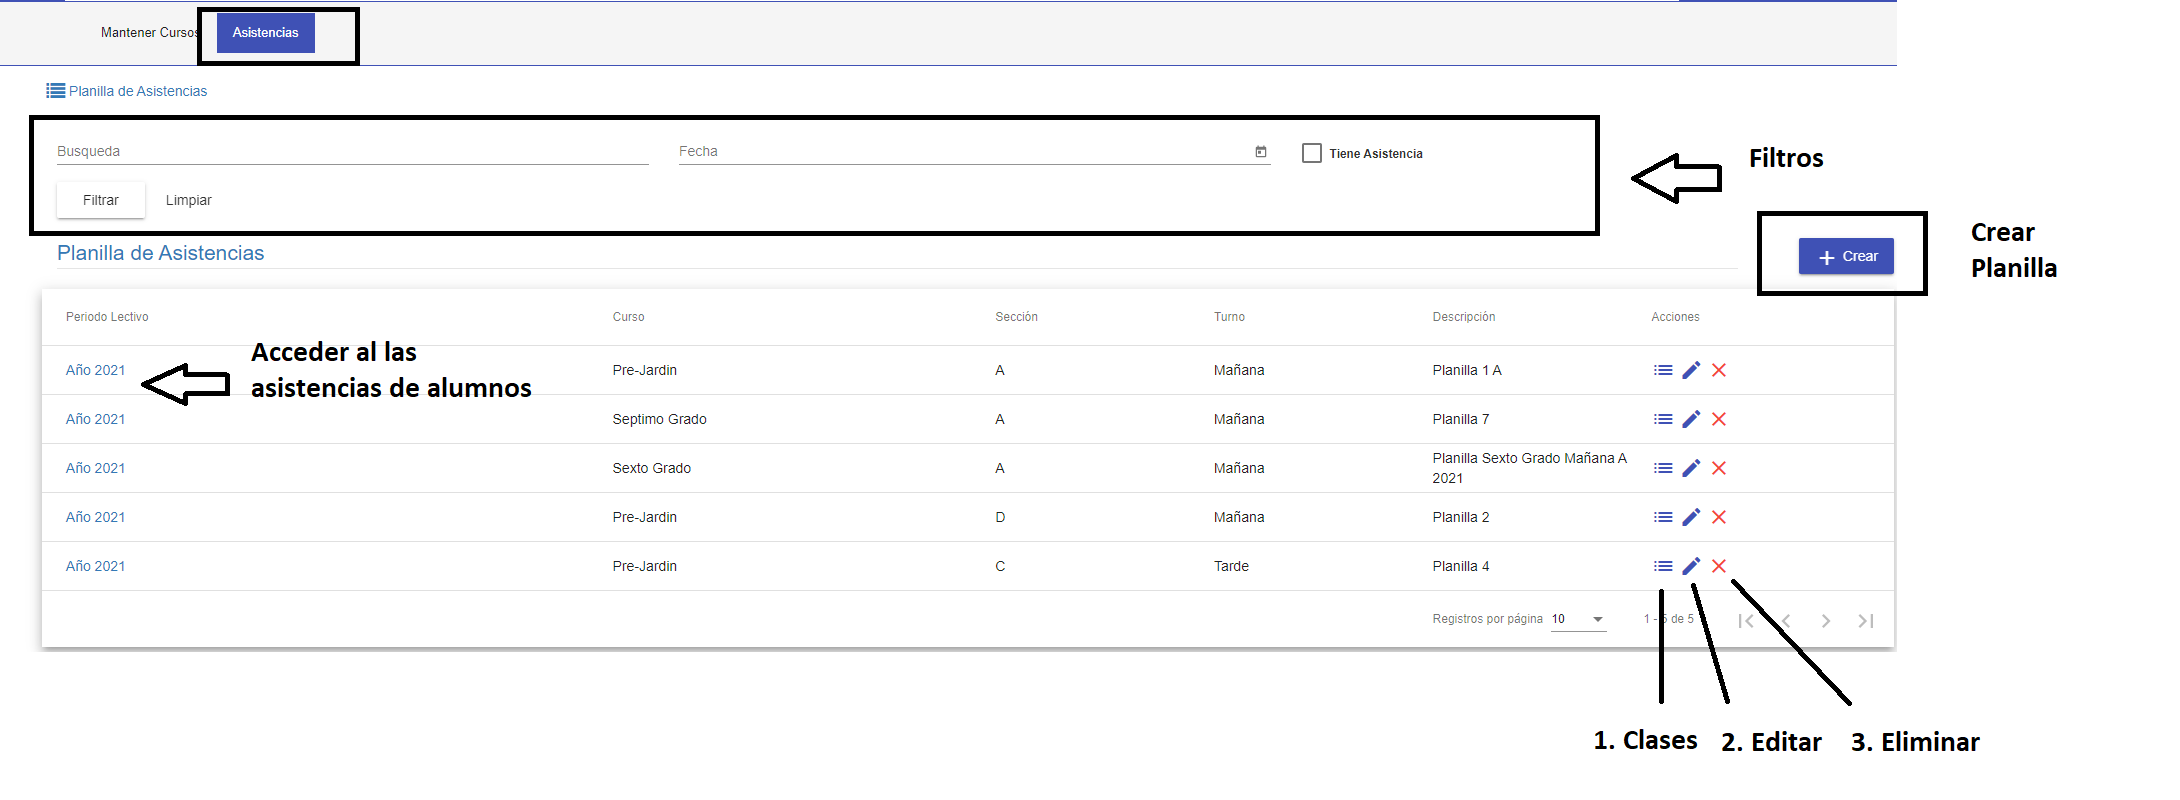 Mantener Cursos
Asistencias
Planilla de Asistencias
Busqueda
Fecha
Tiene Asistencia
Filtrar
Limpiar
Filtros
Planilla de Asistencias
Crear
Crear
Planilla
Periodo Lectivo Curso Sección Turno Descripción Acciones
Acceder al las
asistencias de alumnos
Año 2021 Pre-Jardin A Mañana Planilla 1 A
Año 2021 Septimo Grado A Mañana Planilla 7
Año 2021 Sexto Grado A Mañana Planilla Sexto Grado Mañana A
2021
Año 2021 Pre-Jardin D Mañana Planilla 2
Año 2021 Pre-Jardin C Tarde Planilla 4
Registros por página 10 1 - 5 de 5
1. Clases
2. Editar
3. Eliminar